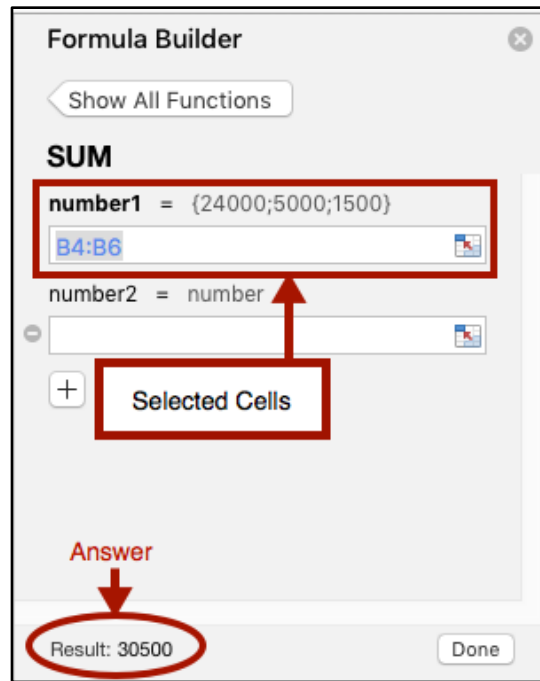 Formula Builder
Show All Functions
SUM
number1 = {24000;5000;1500}
B4:B6
number2 = number
Selected Cells
Answer
Result: 30500
Done